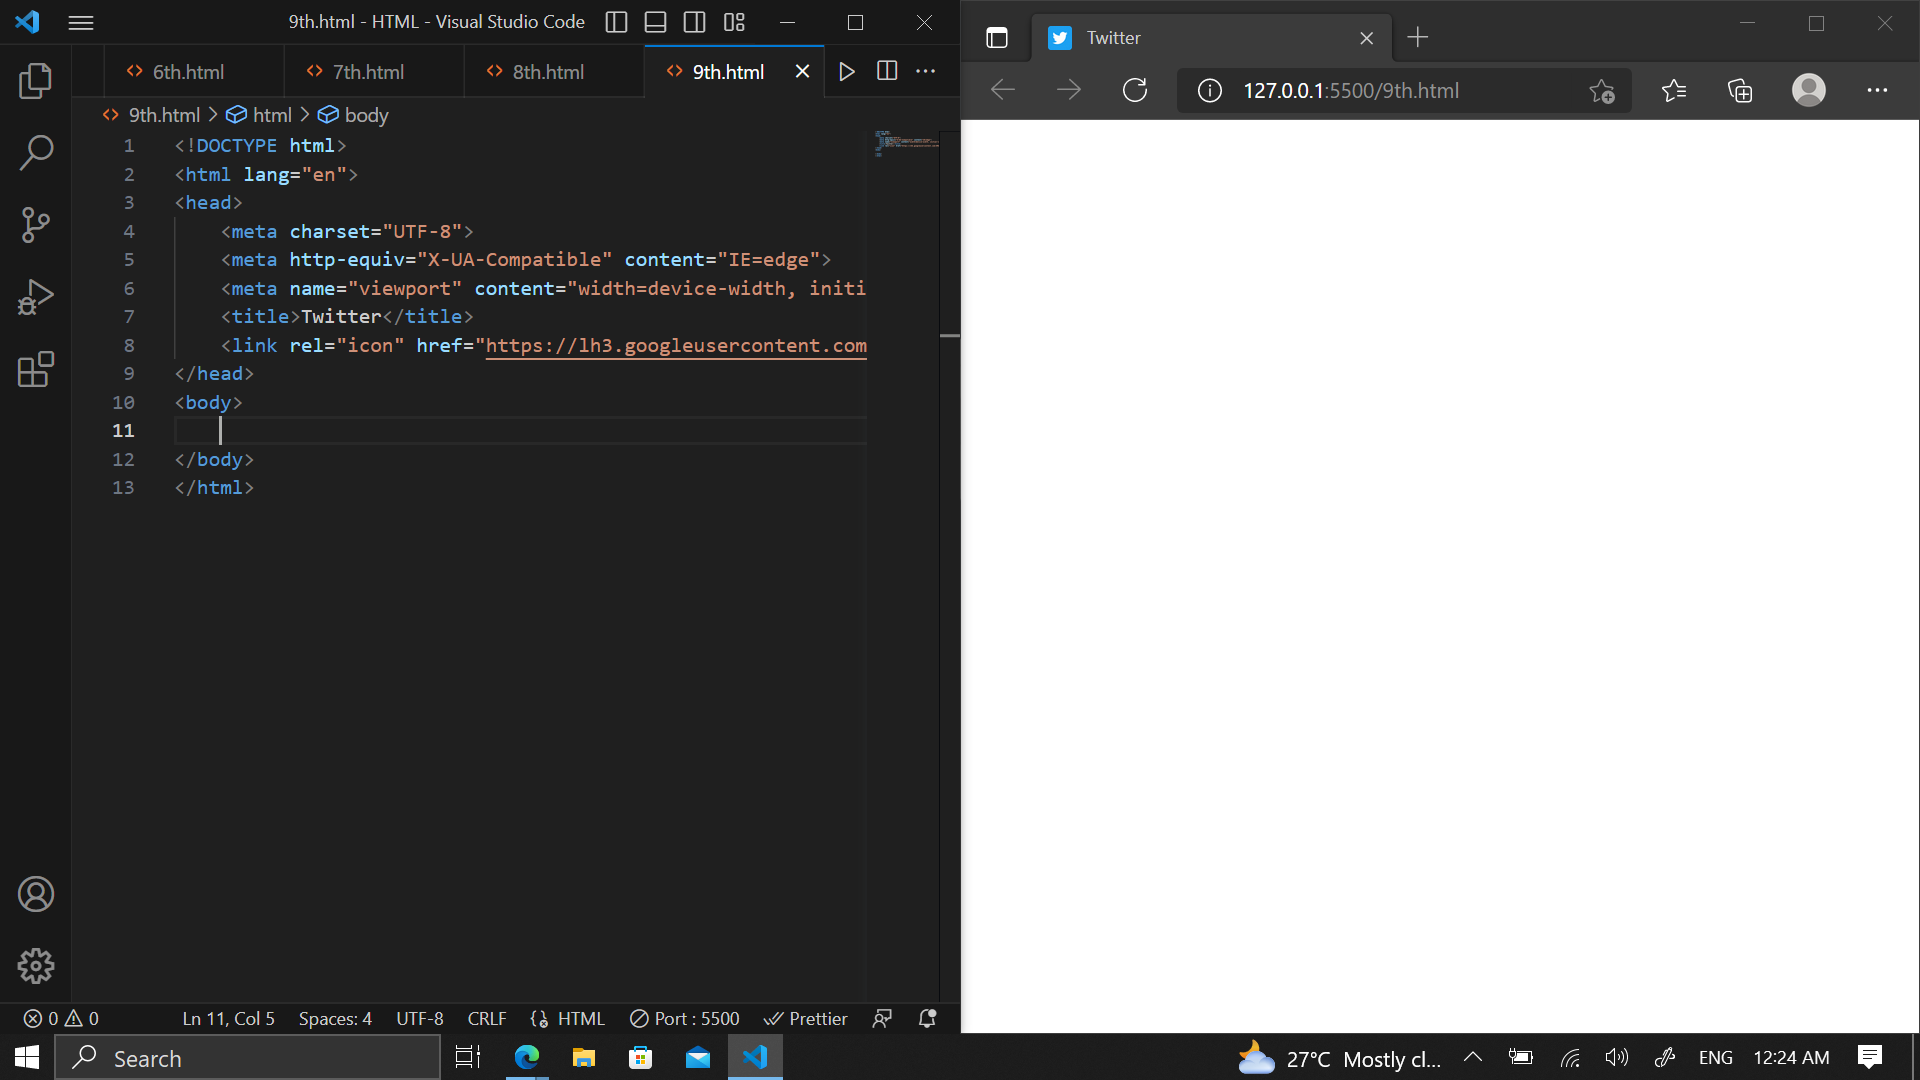 9th.html - HTML - Visual Studio Code
6th.html
7th.html
8th.html
9th.html
9th.html > html > body
1 <!DOCTYPE html>
2 <html lang="en">
3 <head>
4 <meta charset="UTF-8">
5 <meta http-equiv="X-UA-Compatible" content="IE=edge">
6 <meta name="viewport" content="width=device-width, initi
7 <title>Twitter</title>
8 <link rel="icon" href="https://lh3.googleusercontent.com
9 </head>
10 <body>
11
12 </body>
13 </html>
0 0 Ln 11, Col 5 Spaces: 4 UTF-8 CRLF HTML Port : 5500 Prettier
Twitter
127.0.0.1:5500/9th.html
Search
27°C Mostly cl... ENG 12:24 AM